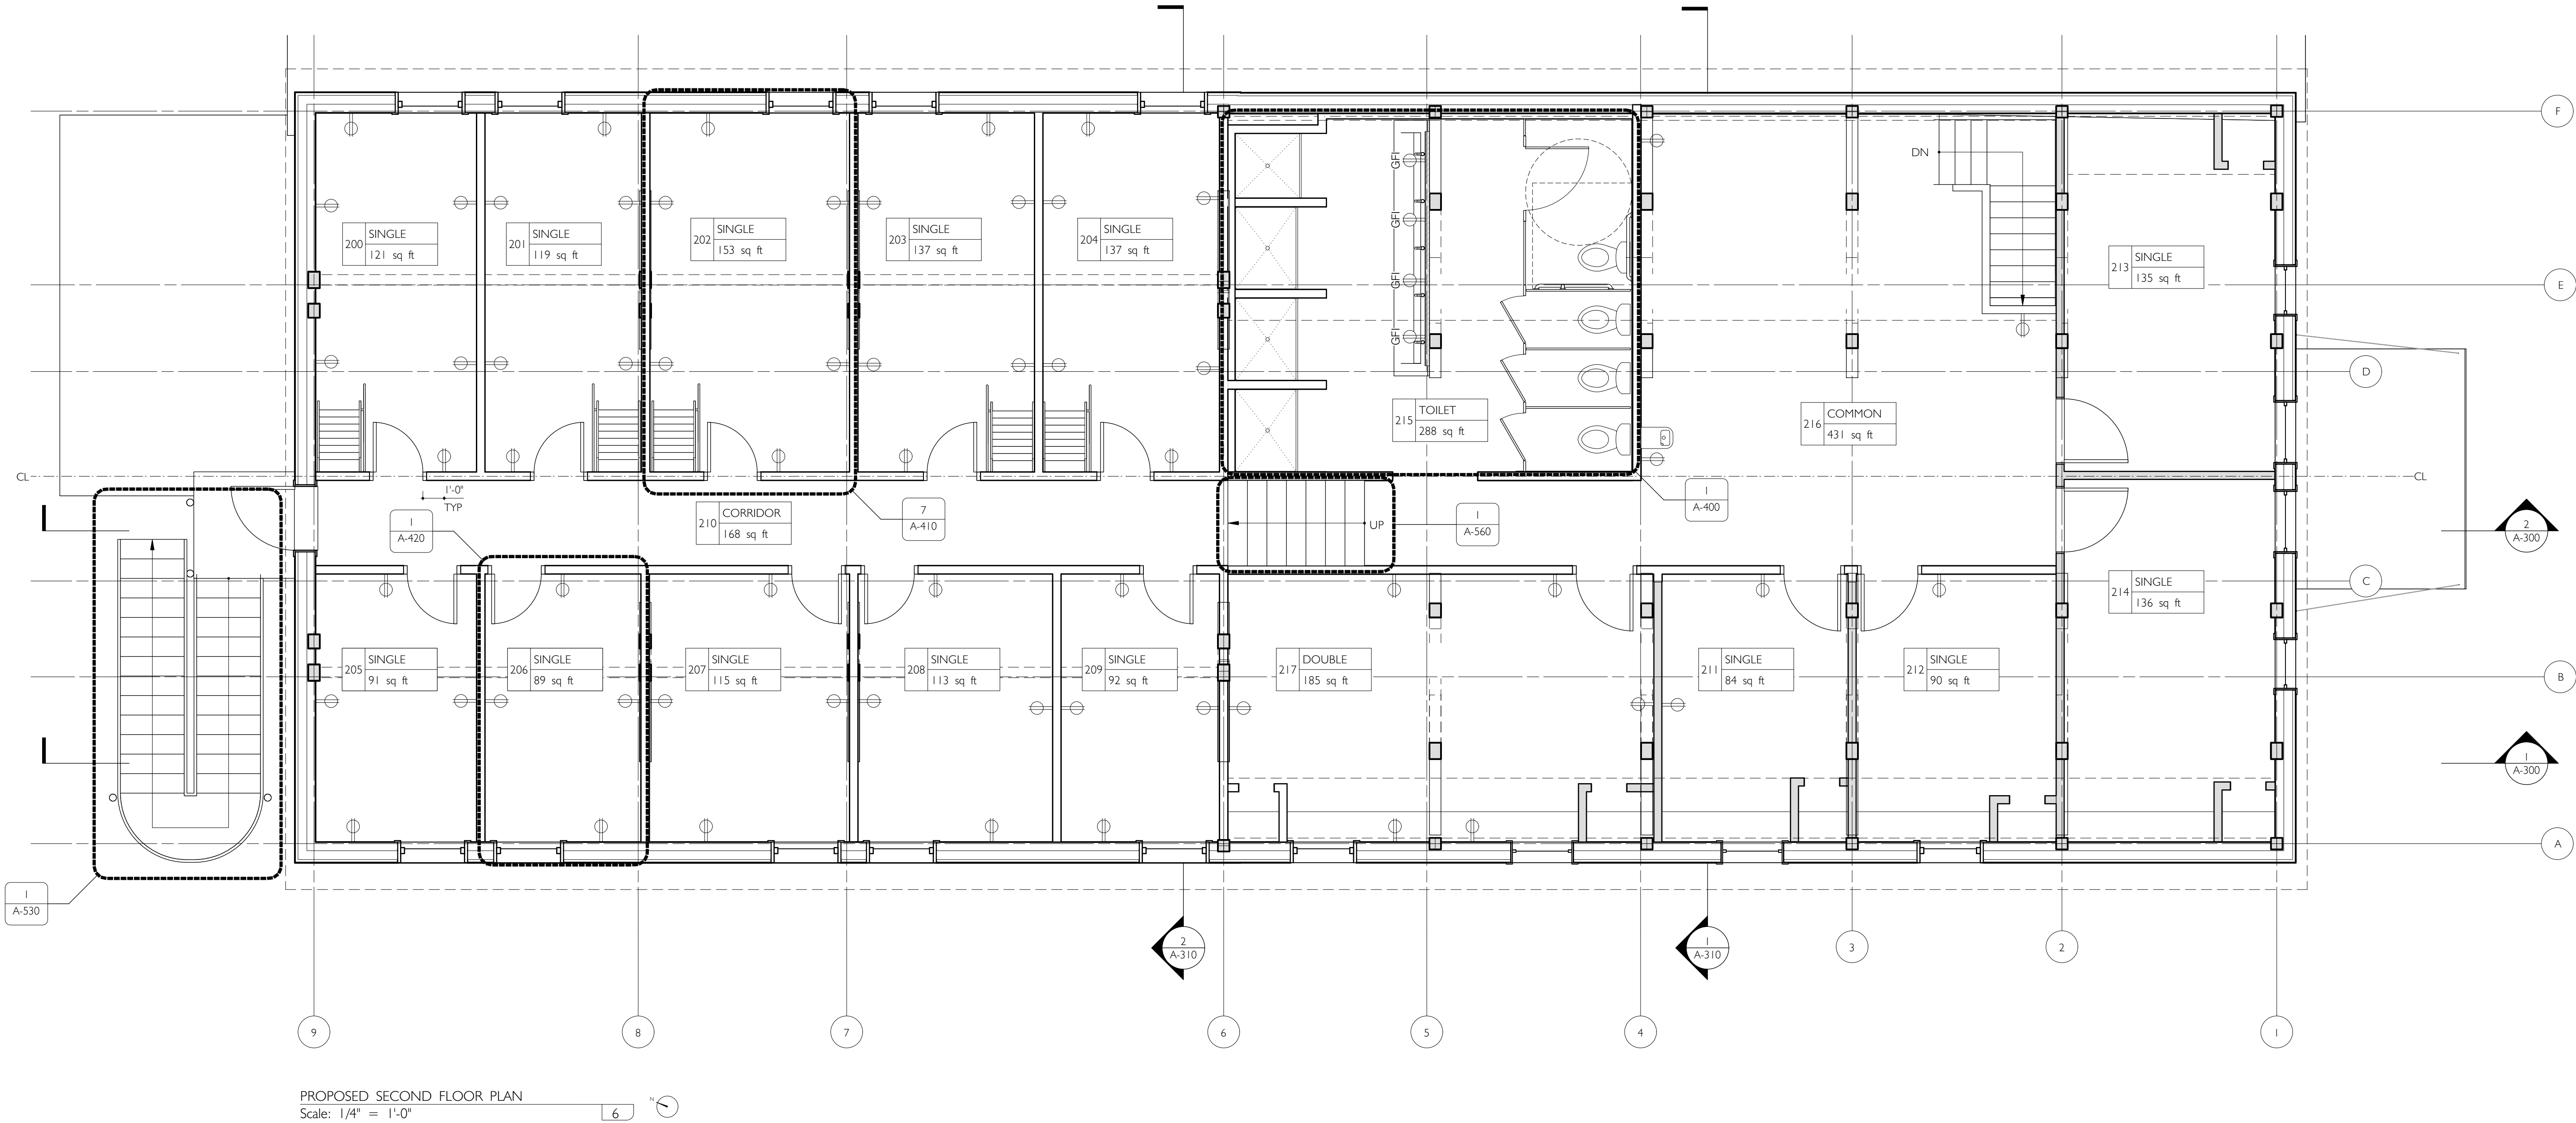 F
DN
GFI
GFI
GFI
GFI
200
SINGLE
121 sq ft
201
SINGLE
119 sq ft
202
SINGLE
153 sq ft
203
SINGLE
137 sq ft
204
SINGLE
137 sq ft
213
SINGLE
135 sq ft
E
D
215
TOILET
288 sq ft
216
COMMON
431 sq ft
CL
CL
1'-0"
TYP
1
A-420
210
CORRIDOR
168 sq ft
7
A-410
UP
1
A-560
1
A-400
2
A-300
C
214
SINGLE
136 sq ft
205
SINGLE
91 sq ft
206
SINGLE
89 sq ft
207
SINGLE
115 sq ft
208
SINGLE
113 sq ft
209
SINGLE
92 sq ft
217
DOUBLE
185 sq ft
211
SINGLE
84 sq ft
212
SINGLE
90 sq ft
B
1
A-300
A
1
A-530
2
A-310
1
A-310
3
2
9
8
7
6
5
4
1
PROPOSED SECOND FLOOR PLAN
Scale: 1/4" = 1'-0"
6
N